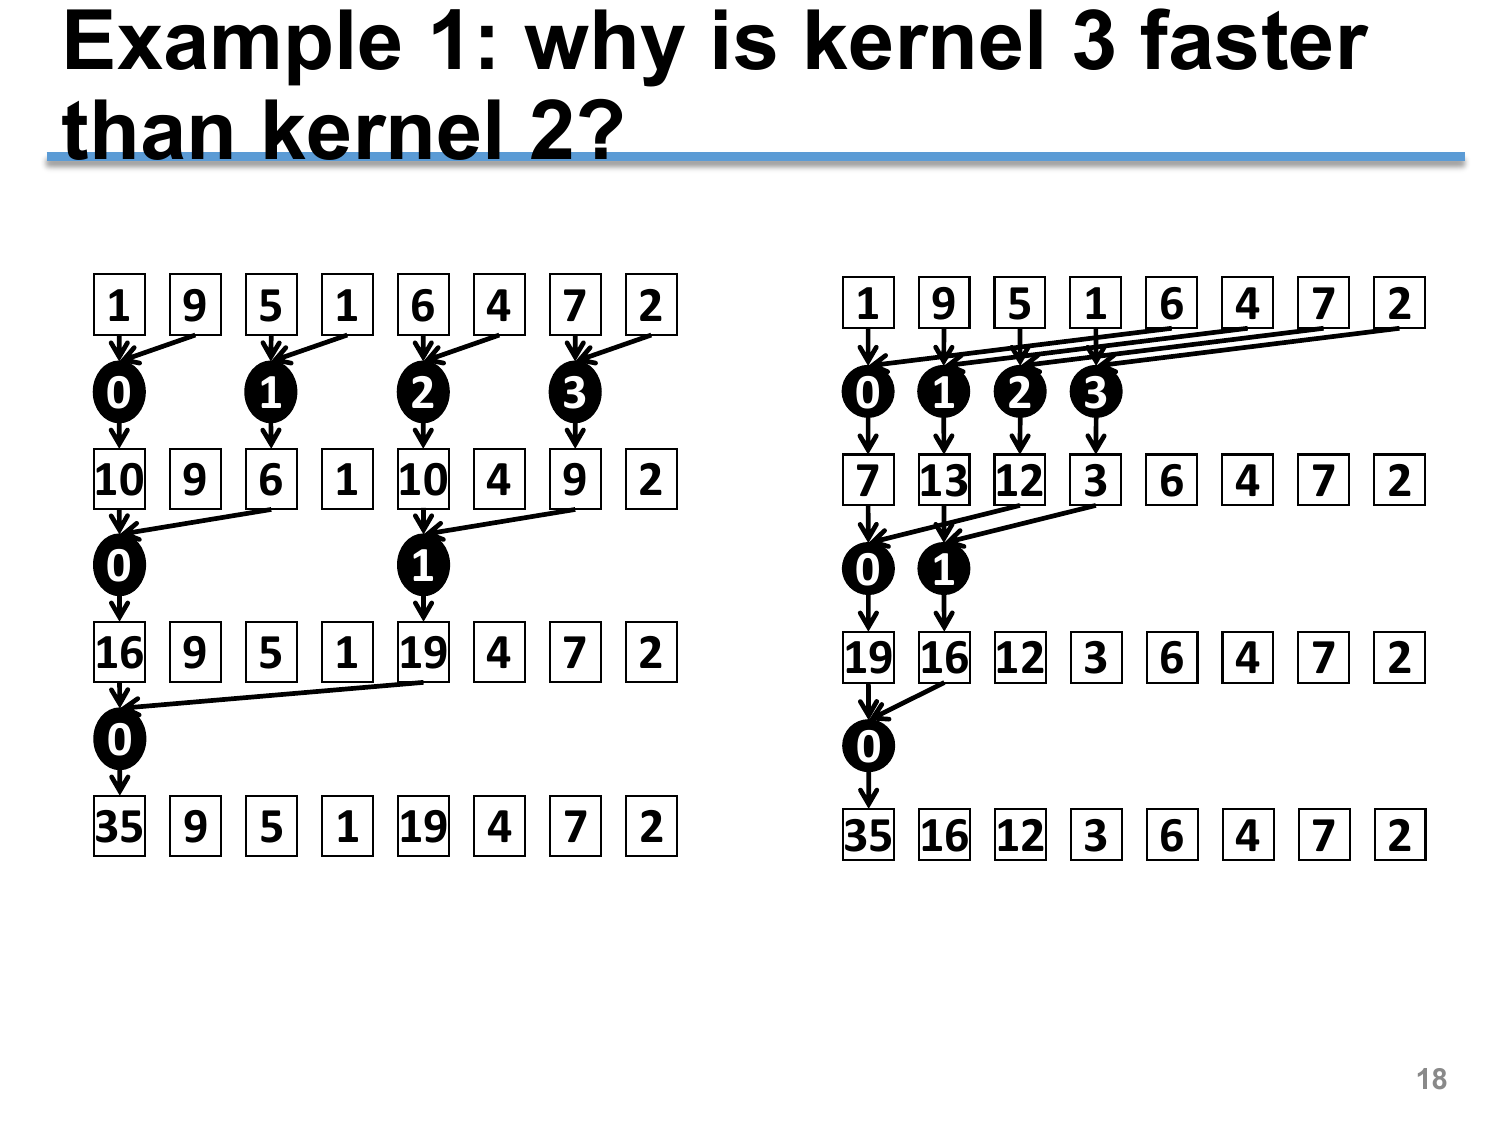 Example 1: why is kernel 3 faster
than kernel 2?
1 9 5 1 6 4 7 2
0 1 2 3
10 9 6 1 10 4 9 2
0 1
16 9 5 1 19 4 7 2
0
35 9 5 1 19 4 7 2
1 9 5 1 6 4 7 2
0 1 2 3
7 13 12 3 6 4 7 2
0 1
19 16 12 3 6 4 7 2
0
35 16 12 3 6 4 7 2
18